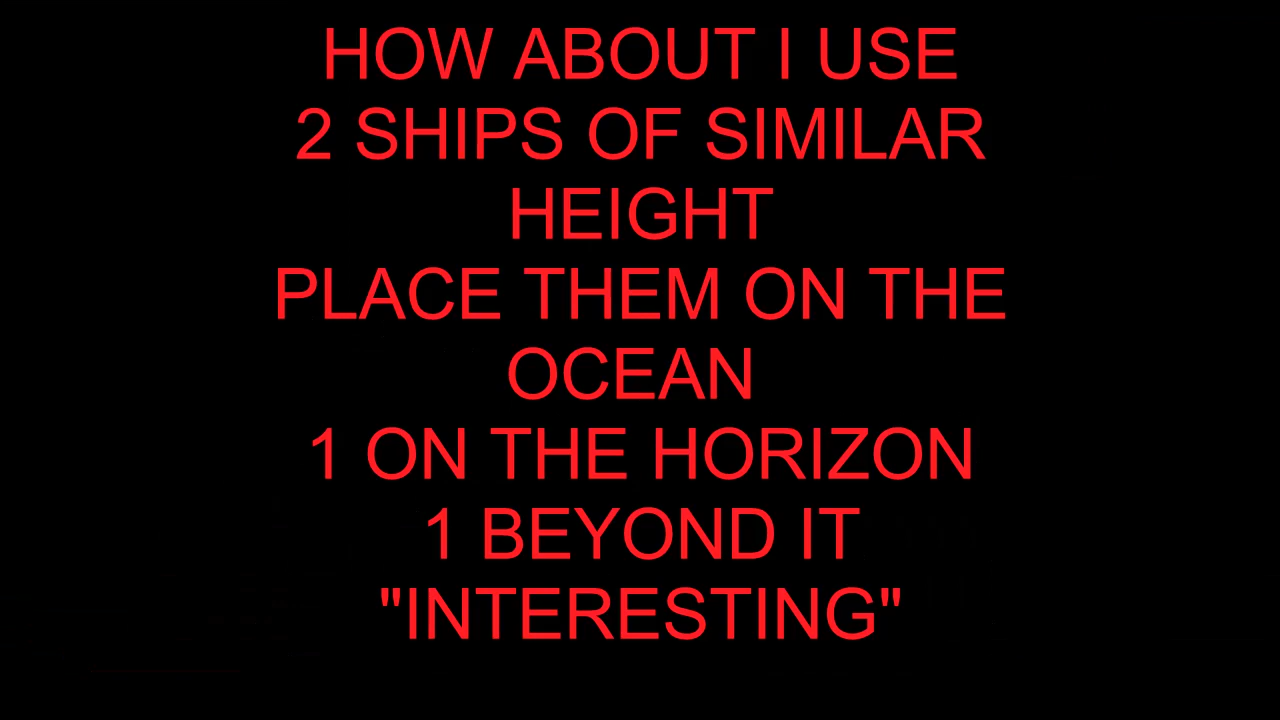 HOW ABOUT I USE
2 SHIPS OF SIMILAR
HEIGHT
PLACE THEM ON THE
OCEAN
1 ON THE HORIZON
1 BEYOND IT
"INTERESTING"